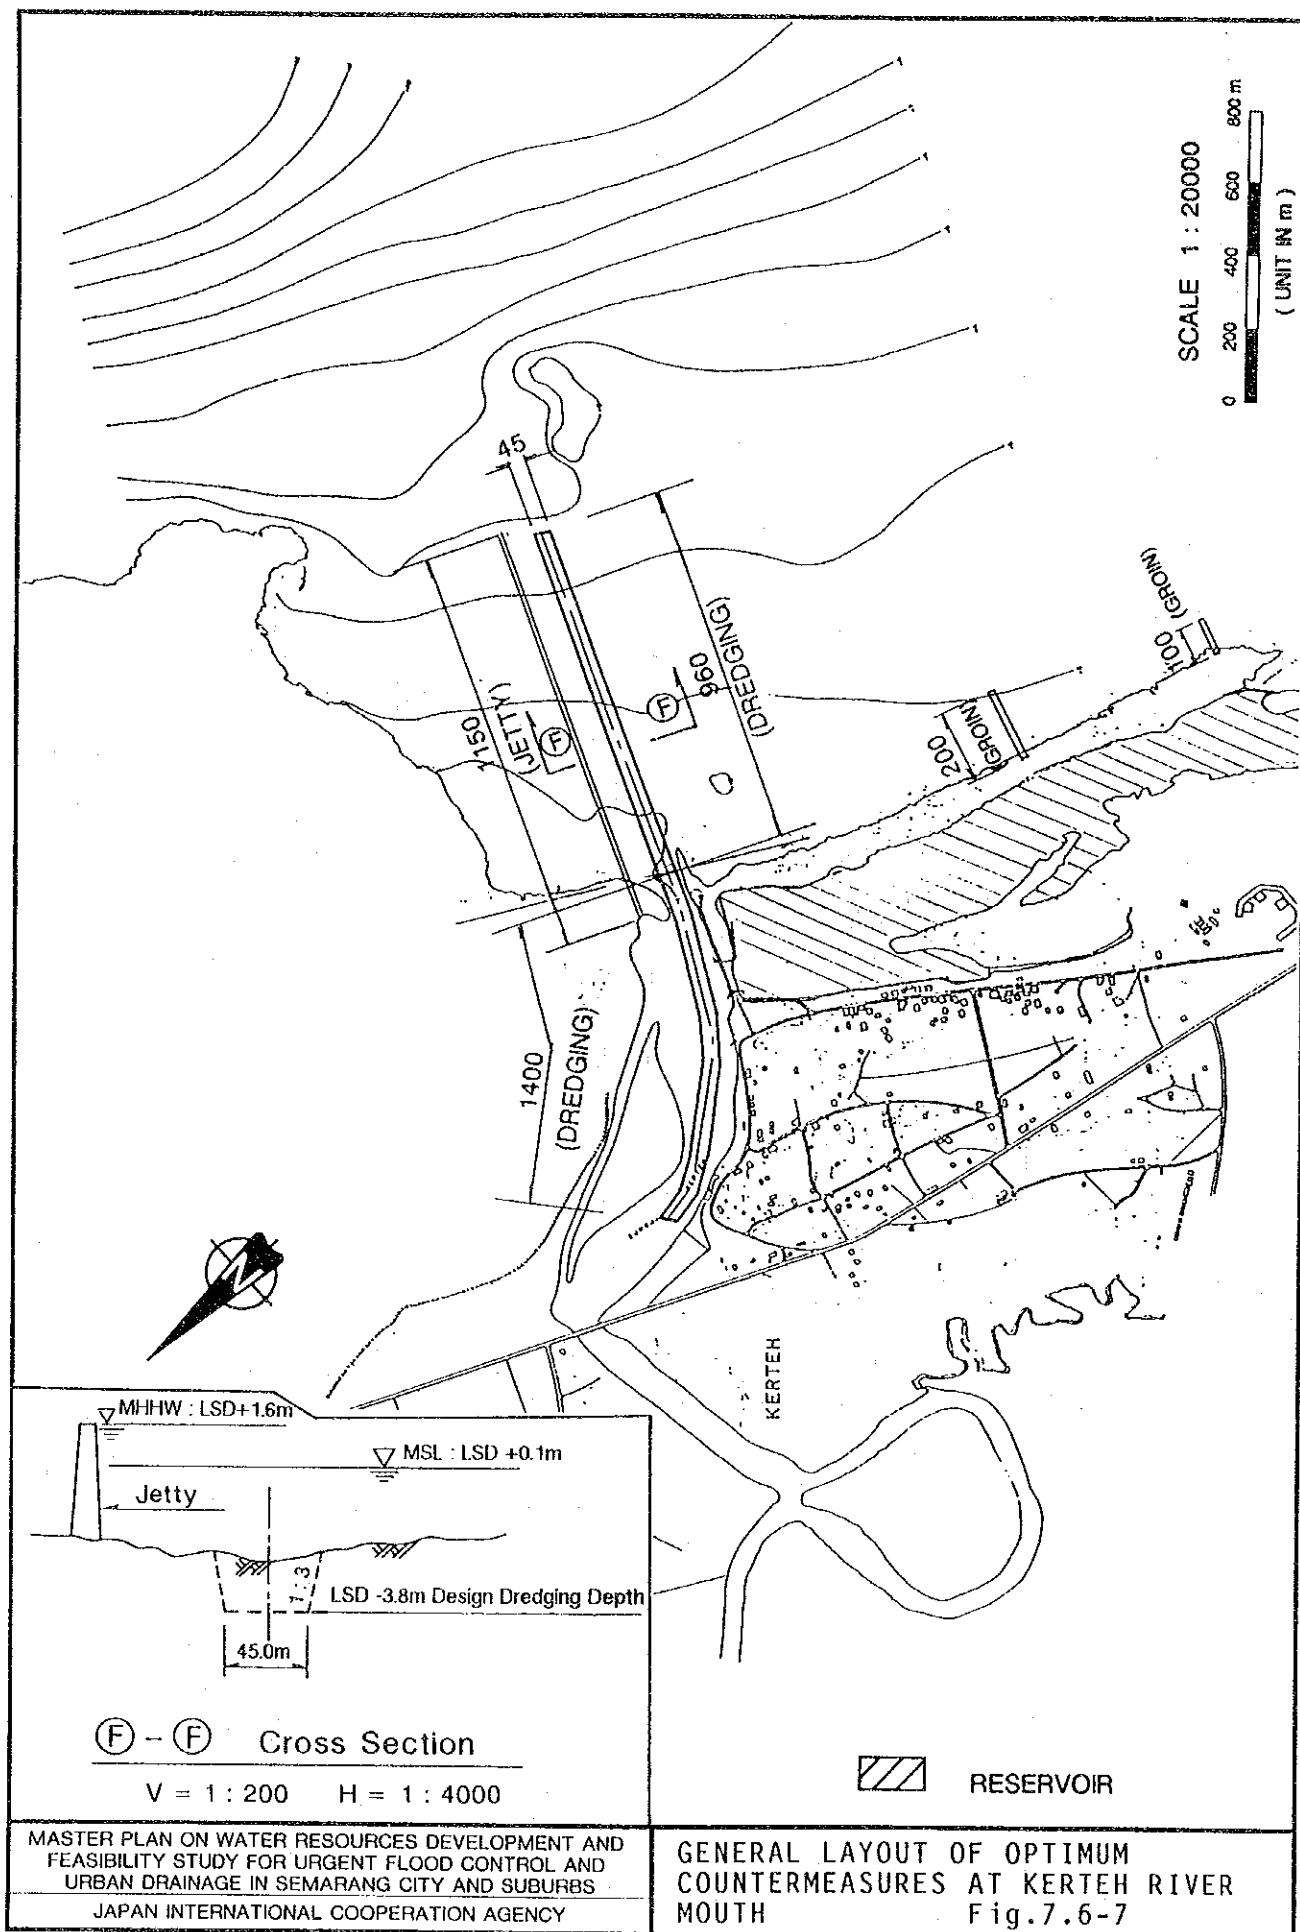 SCALE 1 : 20000
0 200 400 600 800 m
( UNIT IN m )
45
100 (GROIN)
200
(GROIN)
960
(DREDGING)
1150
(JETTY)
F
F
1400
(DREDGING)
N
KERTEH
MHHW : LSD+1.6m
MSL : LSD +0.1m
Jetty
1 : 3
LSD -3.8m Design Dredging Depth
45.0m
F - F Cross Section
V = 1 : 200 H = 1 : 4000
RESERVOIR
MASTER PLAN ON WATER RESOURCES DEVELOPMENT AND
FEASIBILITY STUDY FOR URGENT FLOOD CONTROL AND
URBAN DRAINAGE IN SEMARANG CITY AND SUBURBS
JAPAN INTERNATIONAL COOPERATION AGENCY
GENERAL LAYOUT OF OPTIMUM
COUNTERMEASURES AT KERTEH RIVER
MOUTH Fig.7.6-7